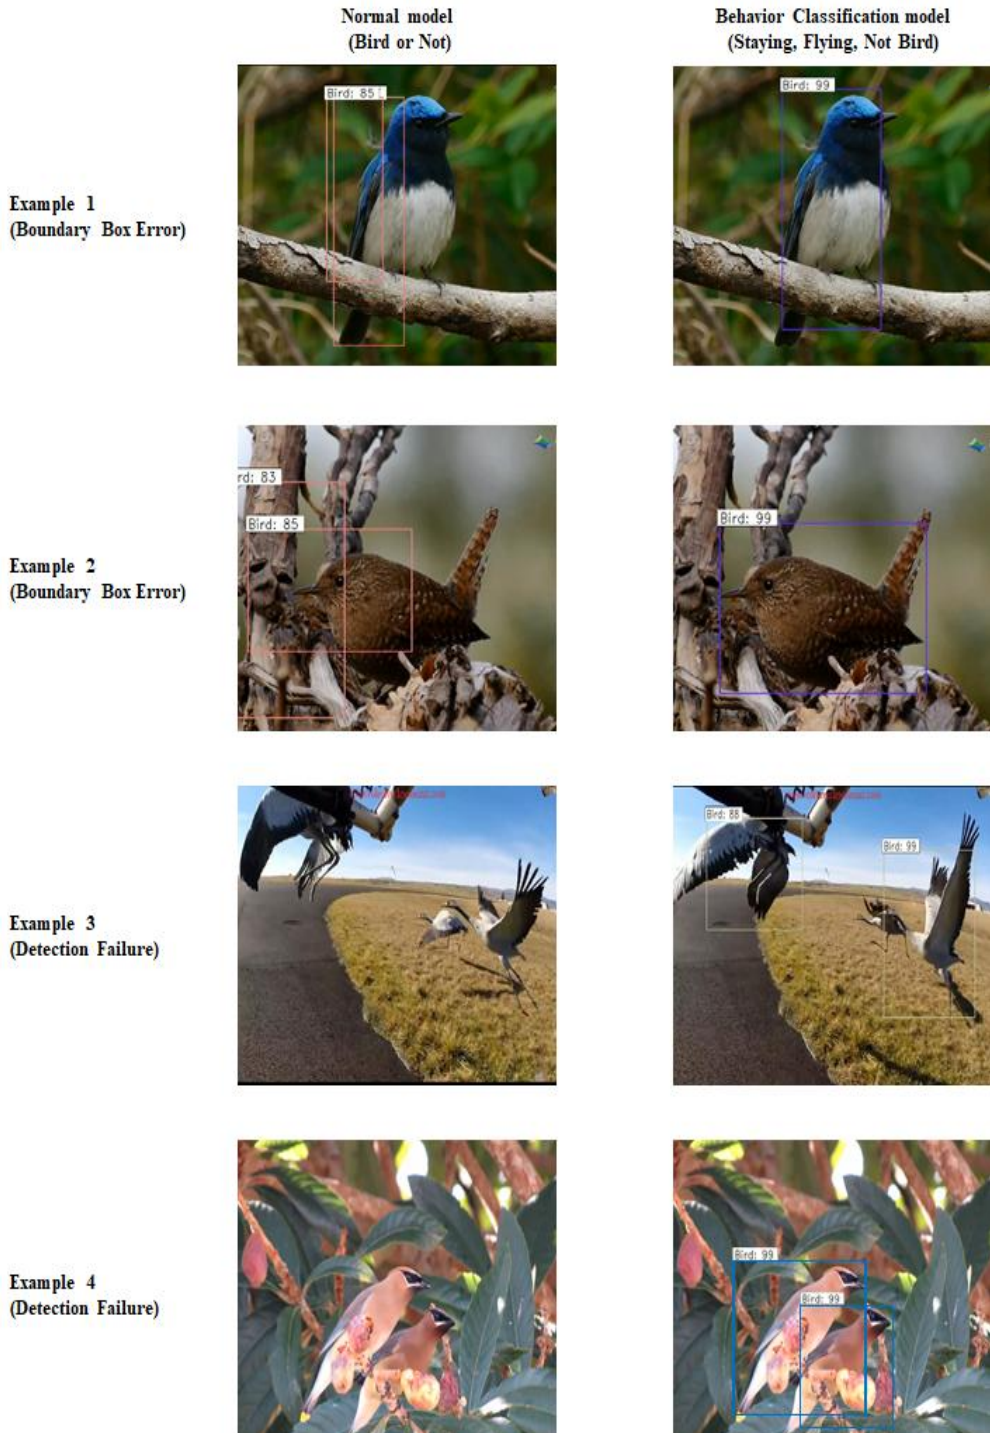 Normal model
(Bird or Not)
Behavior Classification model
(Staying, Flying, Not Bird)
Example 1
(Boundary Box Error)
Bird: 85
Bird: 99
Example 2
(Boundary Box Error)
rd: 83
Bird: 85
Bird: 99
Example 3
(Detection Failure)
Bird: 88
Bird: 99
Example 4
(Detection Failure)
Bird: 99
Bird: 99